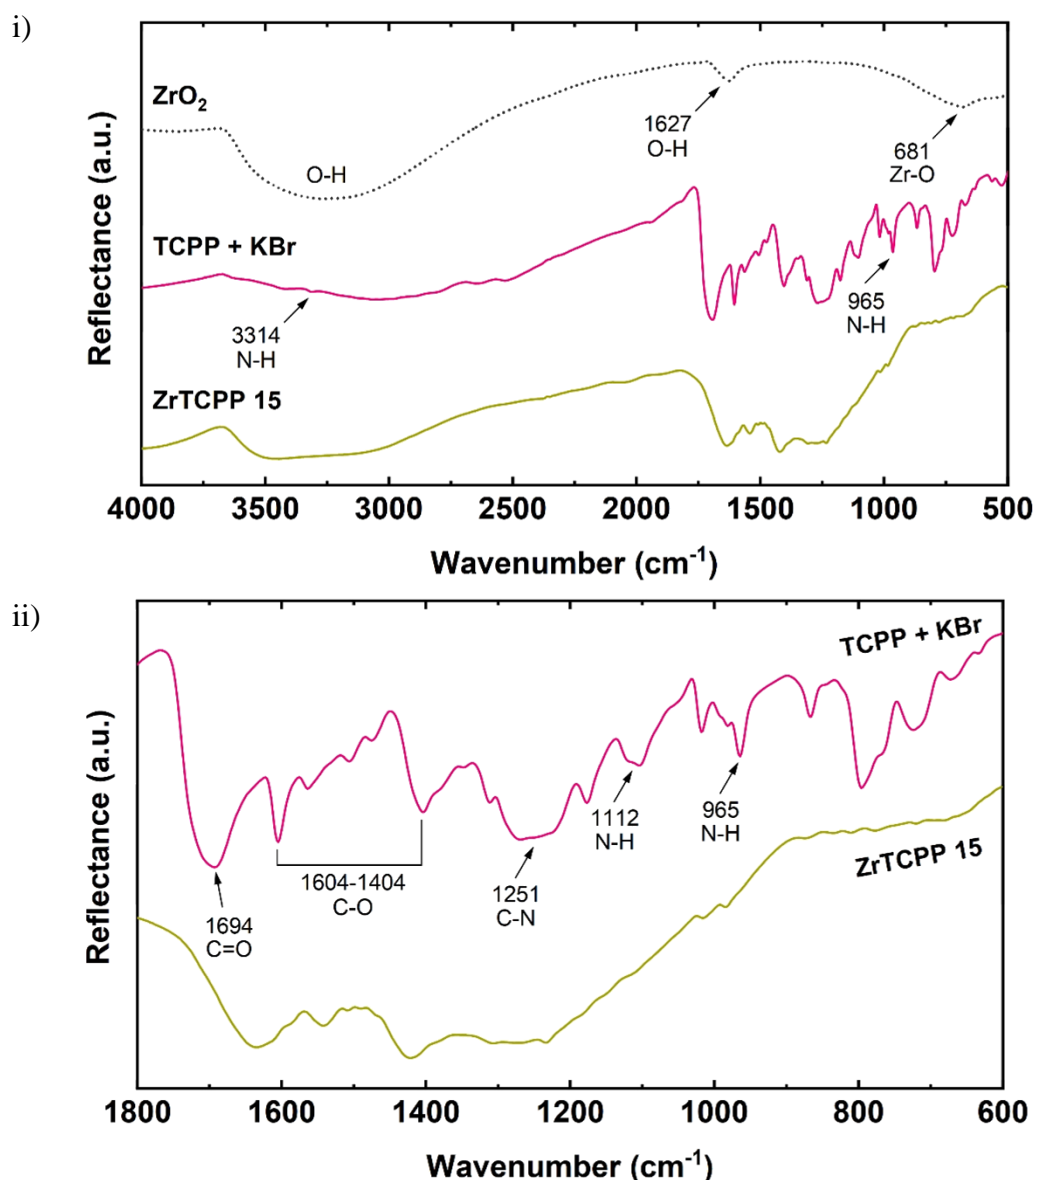 i)
ZrO₂
O-H
1627
O-H
681
Zr-O
TCPP + KBr
3314
N-H
965
N-H
ZrTCPP 15
Reflectance (a.u.)
4000 3500 3000 2500 2000 1500 1000 500
Wavenumber (cm⁻¹)
ii)
TCPP + KBr
1694
C=O
1604-1404
C-O
1251
C-N
1112
N-H
965
N-H
ZrTCPP 15
Reflectance (a.u.)
1800 1600 1400 1200 1000 800 600
Wavenumber (cm⁻¹)